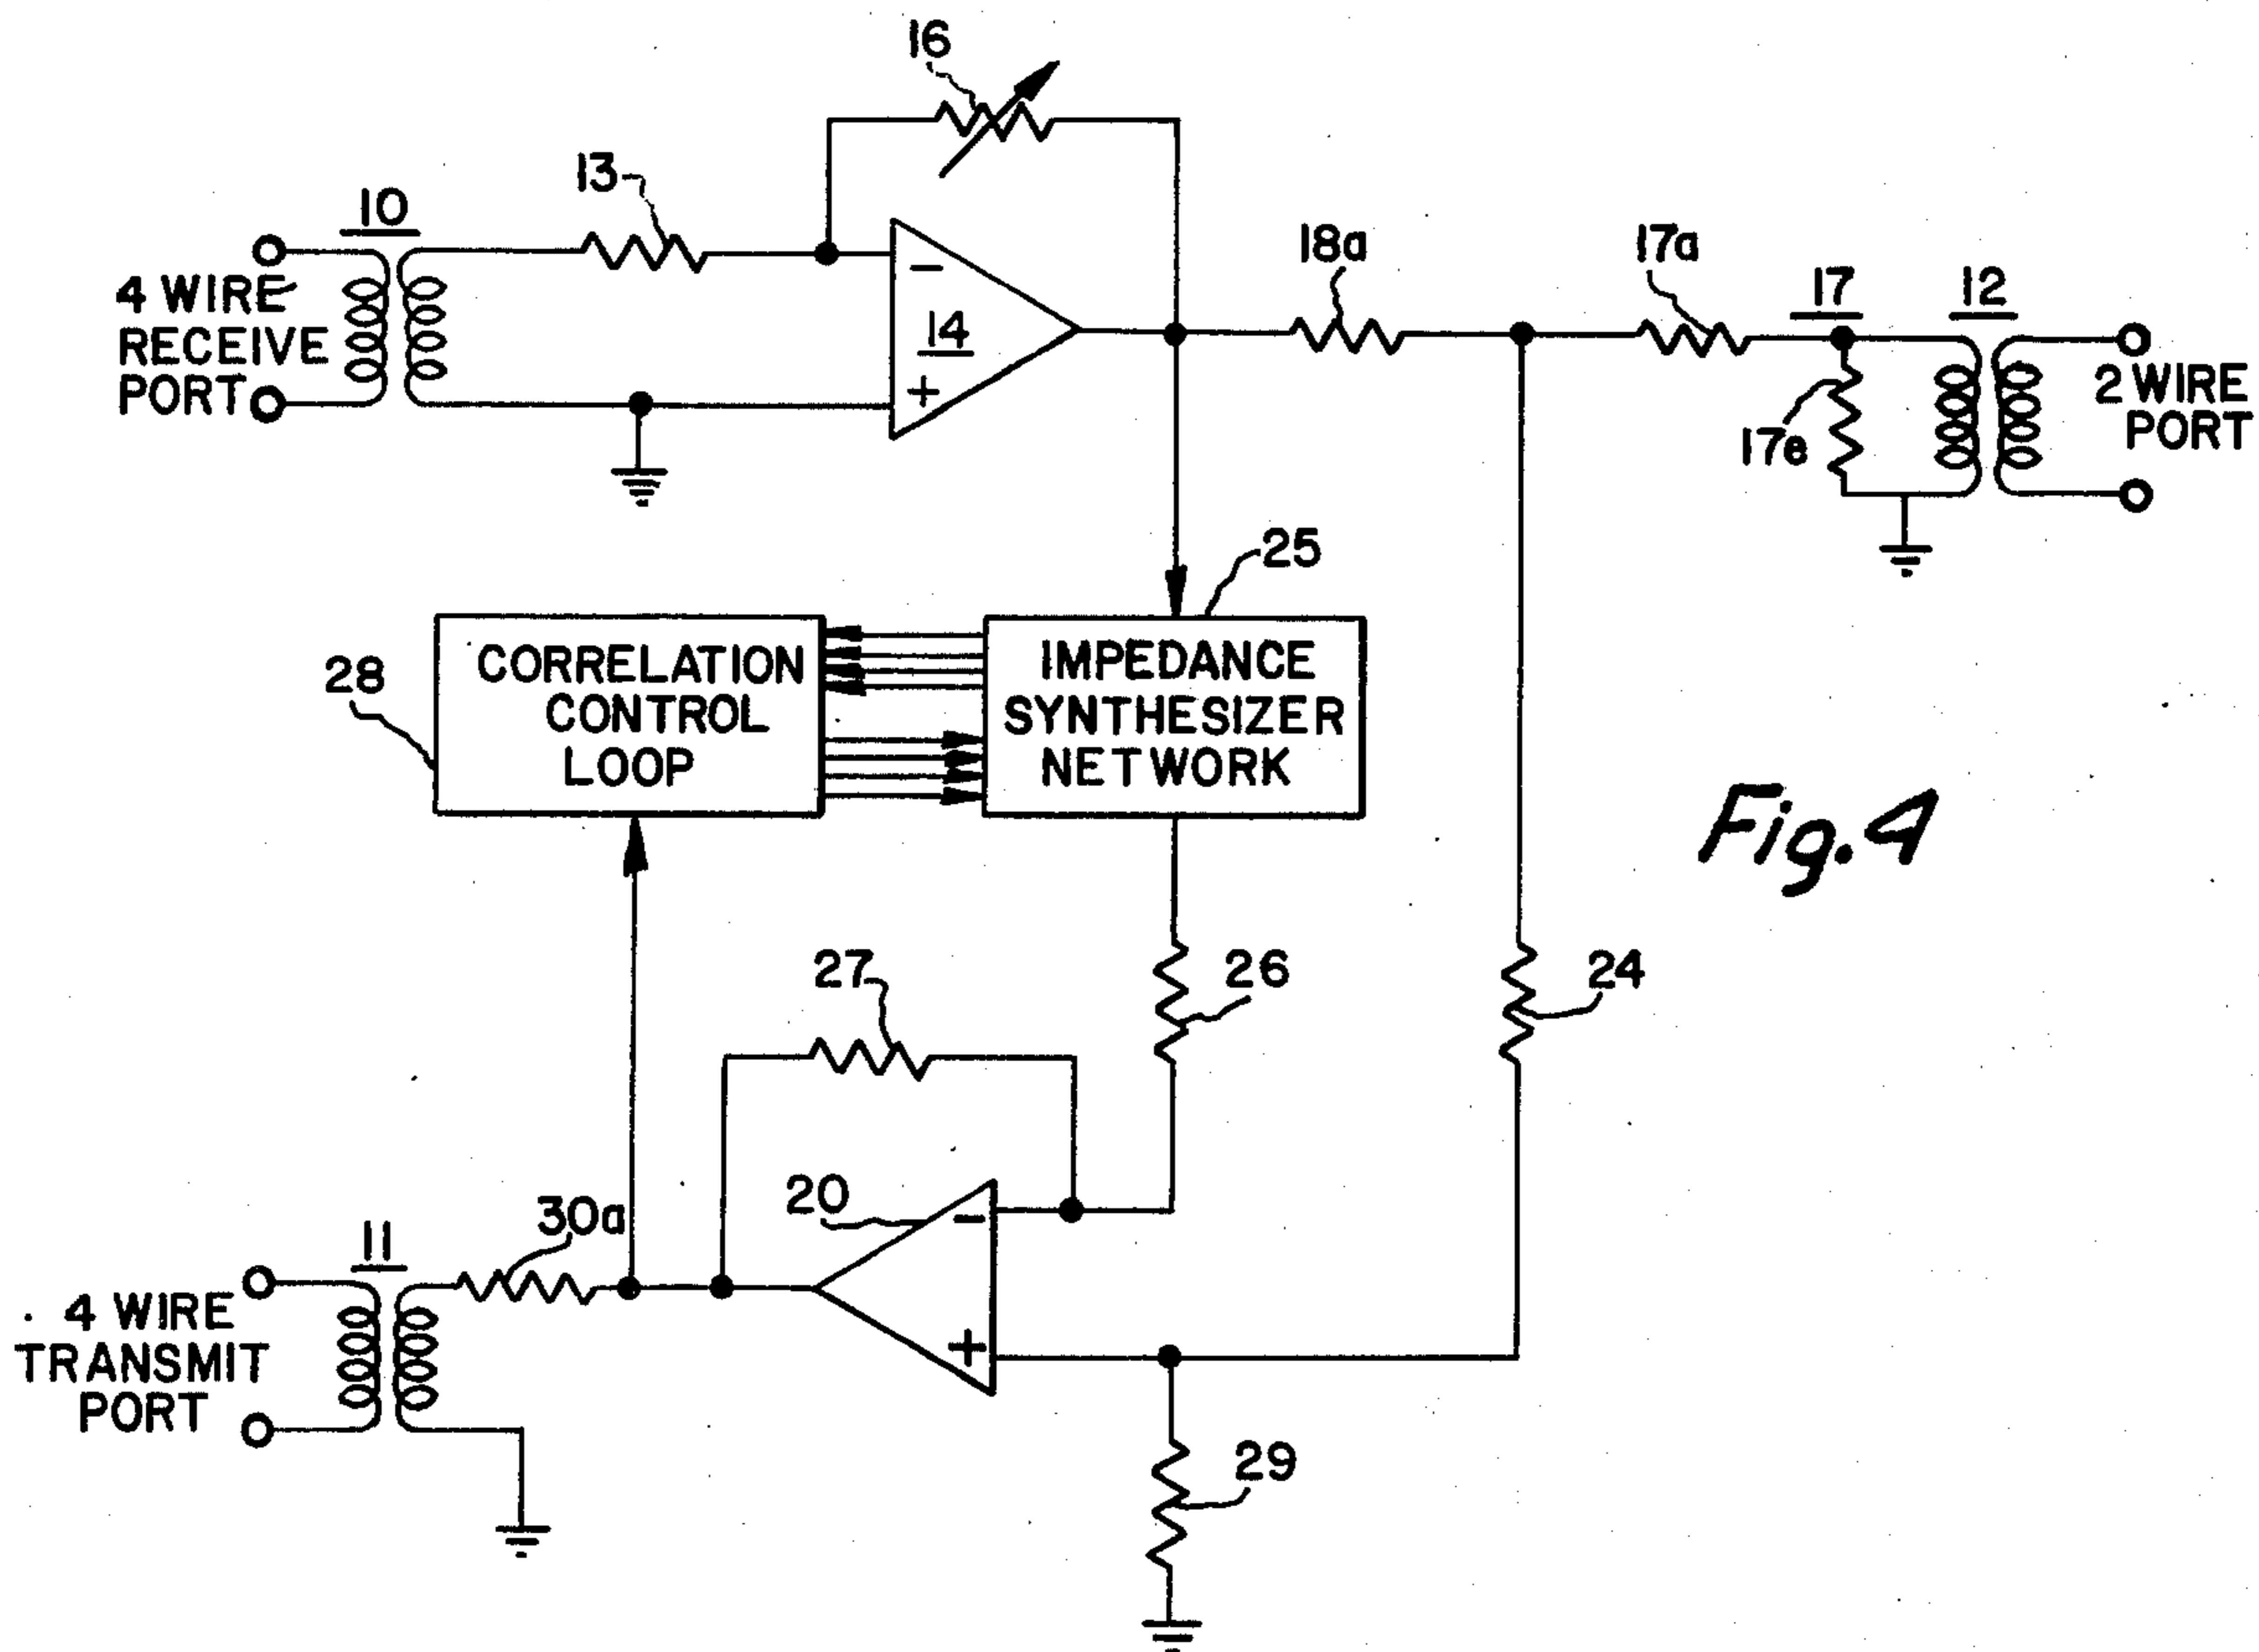 16
13
10
4 WIRE
RECEIVE
PORT
-
14
+
18a
17a
17
12
2 WIRE
PORT
17e
25
28
CORRELATION
CONTROL
LOOP
IMPEDANCE
SYNTHESIZER
NETWORK
Fig. 4
27
26
24
20
-
+
30a
11
4 WIRE
TRANSMIT
PORT
29